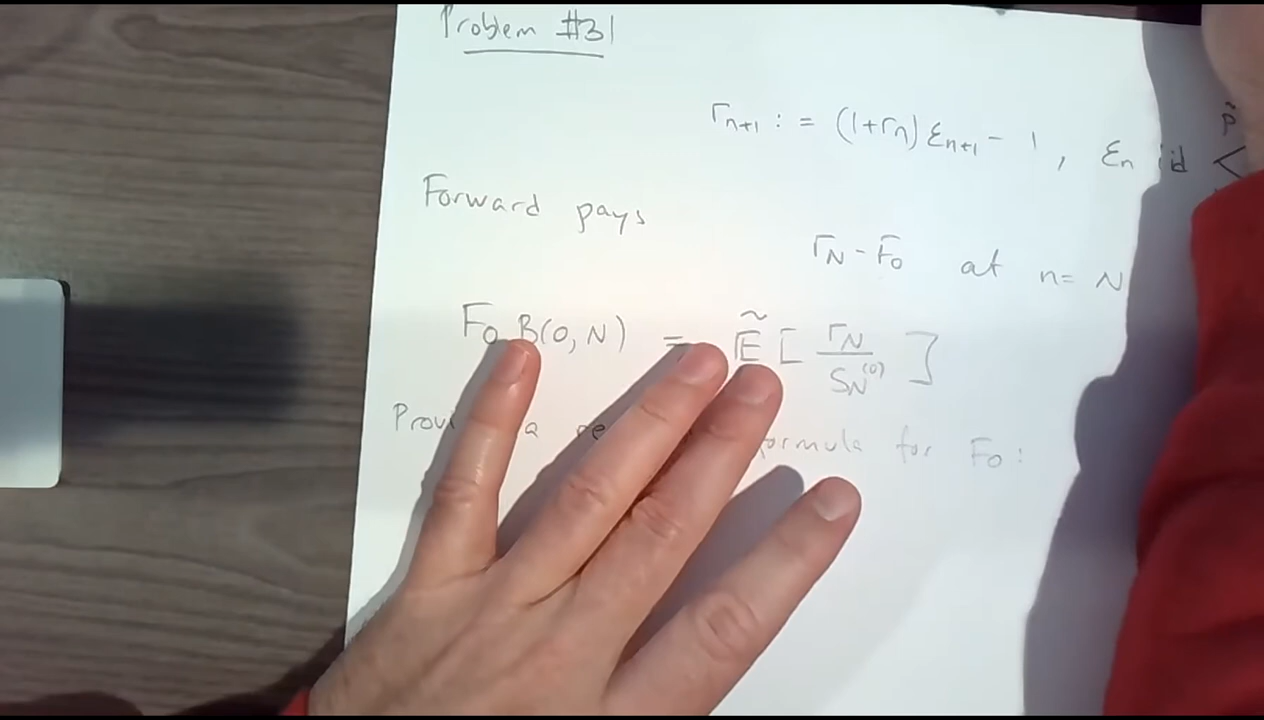 Problem #31
r_{n+1} := (1+r_n) ε_{n+1} - 1, ε_n iid < p̃
Forward pays
r_N - F_0 at n = N
F_0 B(0,N) = Ẽ [ r_N / S_N^{(0)} ]
a formula for F_0: